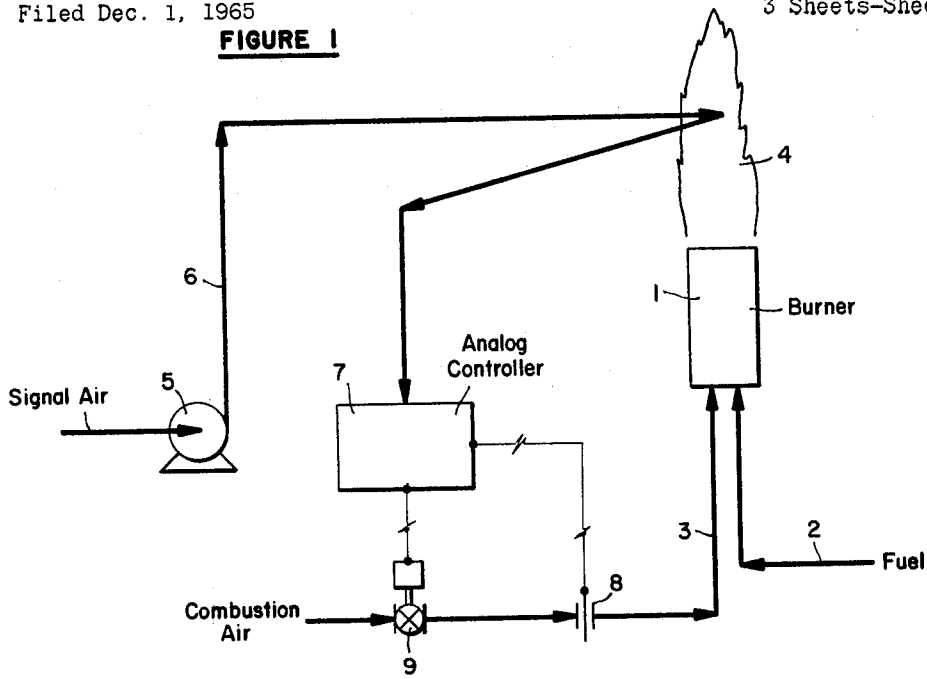 Filed Dec. 1, 1965
3 Sheets-Shee
FIGURE 1
4
6
1
Burner
Analog
Controller
7
5
Signal Air
3
2
Fuel
8
Combustion
Air
9